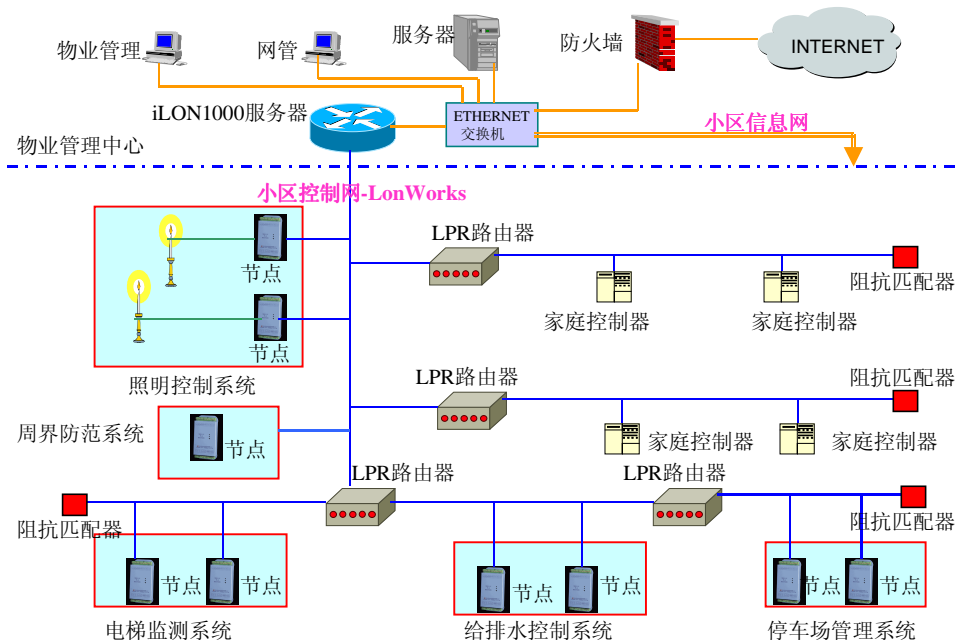 物业管理
网管
服务器
防火墙
INTERNET
iLON1000服务器
ETHERNET
交换机
小区信息网
物业管理中心
小区控制网-LonWorks
LPR路由器
节点
阻抗匹配器
家庭控制器
家庭控制器
节点
照明控制系统
LPR路由器
阻抗匹配器
周界防范系统
节点
家庭控制器
家庭控制器
LPR路由器
LPR路由器
阻抗匹配器
阻抗匹配器
节点
节点
节点
节点
节点
节点
电梯监测系统
给排水控制系统
停车场管理系统